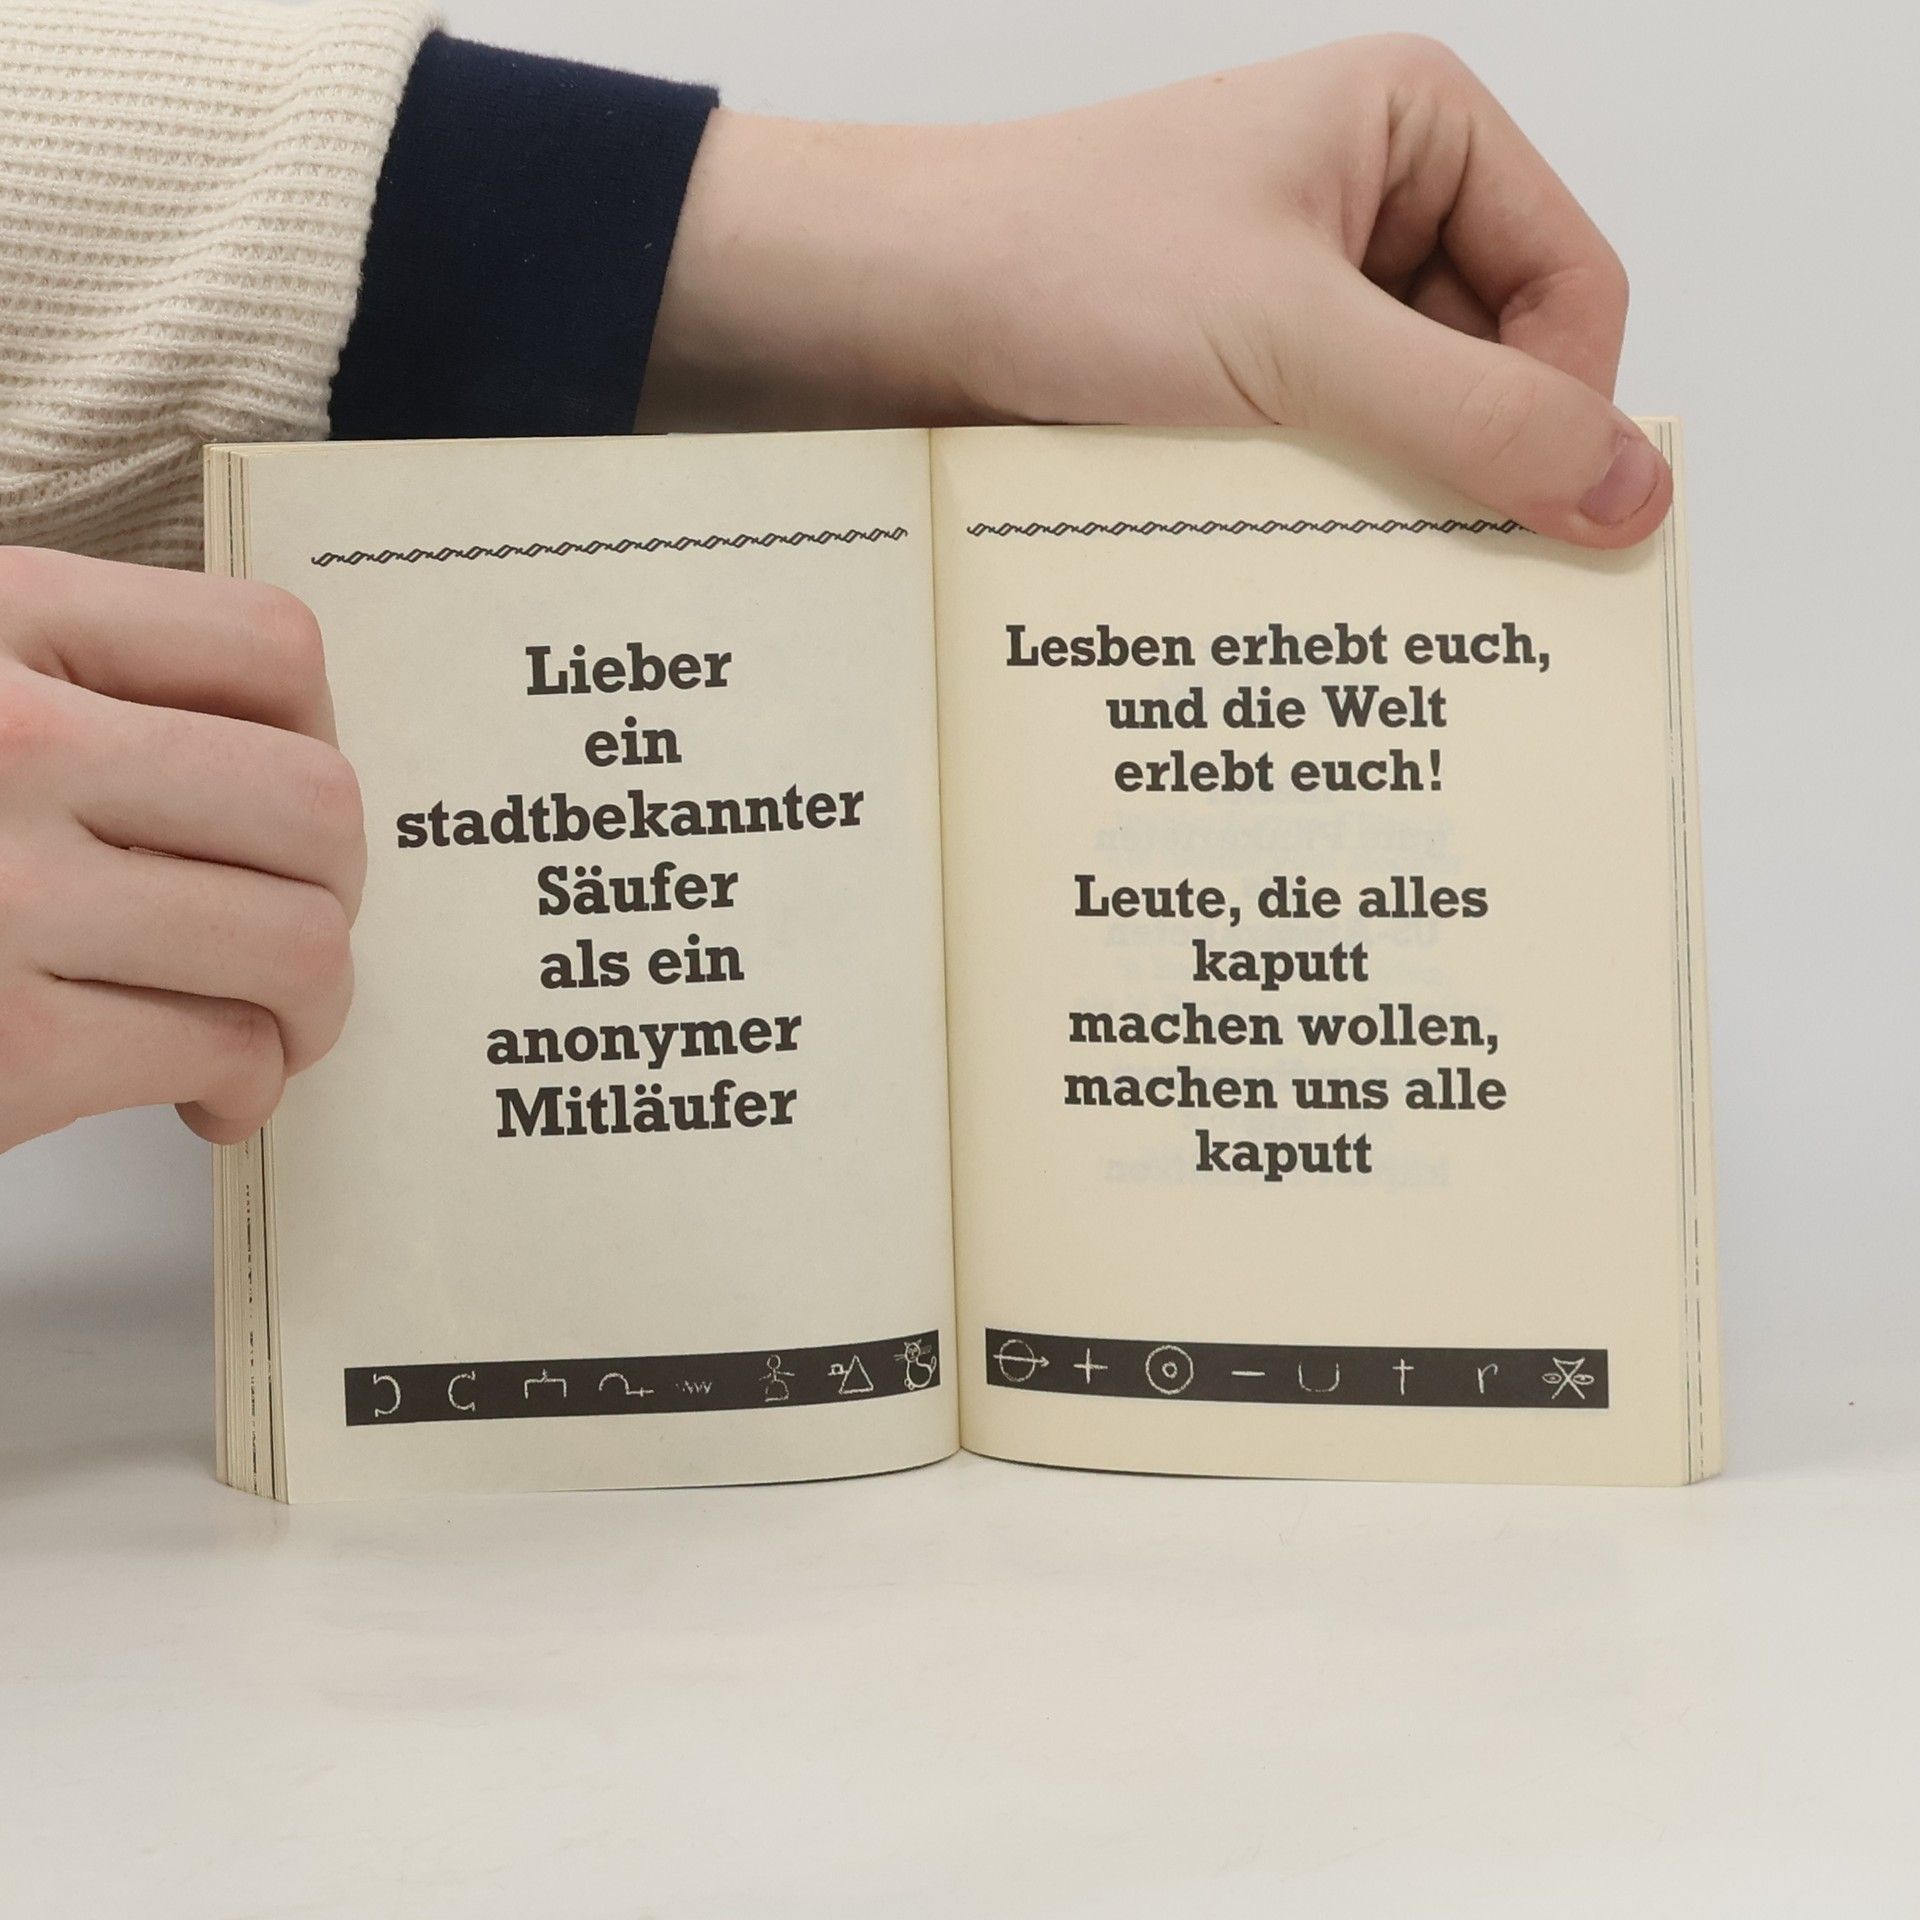 Lieber
ein
stadtbekannter
Säufer
als ein
anonymer
Mitläufer
Lesben erhebt euch,
und die Welt
erlebt euch!
Leute, die alles
kaputt
machen wollen,
machen uns alle
kaputt